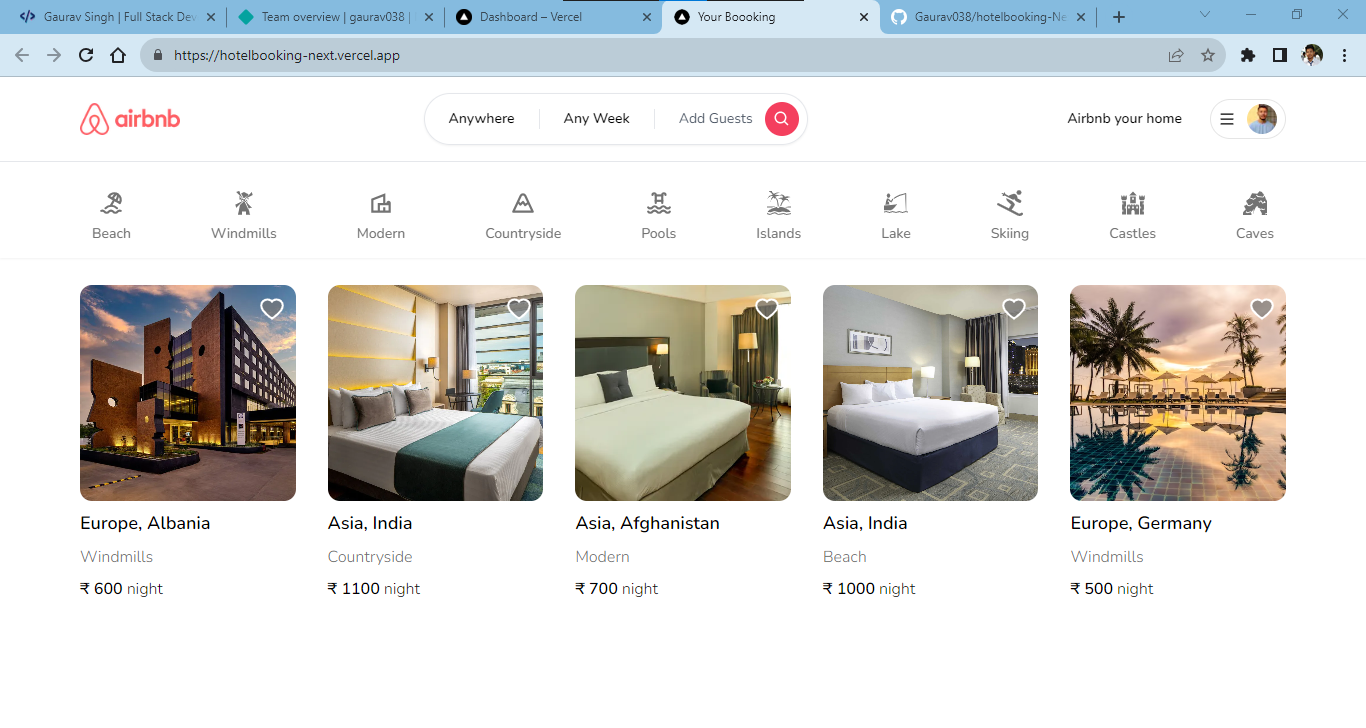 Gaurav Singh | Full Stack Dev
Team overview | gaurav038 |
Dashboard – Vercel
Your Boooking
Gaurav038/hotelbooking-Ne
https://hotelbooking-next.vercel.app
airbnb
Anywhere
Any Week
Add Guests
Airbnb your home
Beach
Windmills
Modern
Countryside
Pools
Islands
Lake
Skiing
Castles
Caves
Europe, Albania
Windmills
₹ 600 night
Asia, India
Countryside
₹ 1100 night
Asia, Afghanistan
Modern
₹ 700 night
Asia, India
Beach
₹ 1000 night
Europe, Germany
Windmills
₹ 500 night